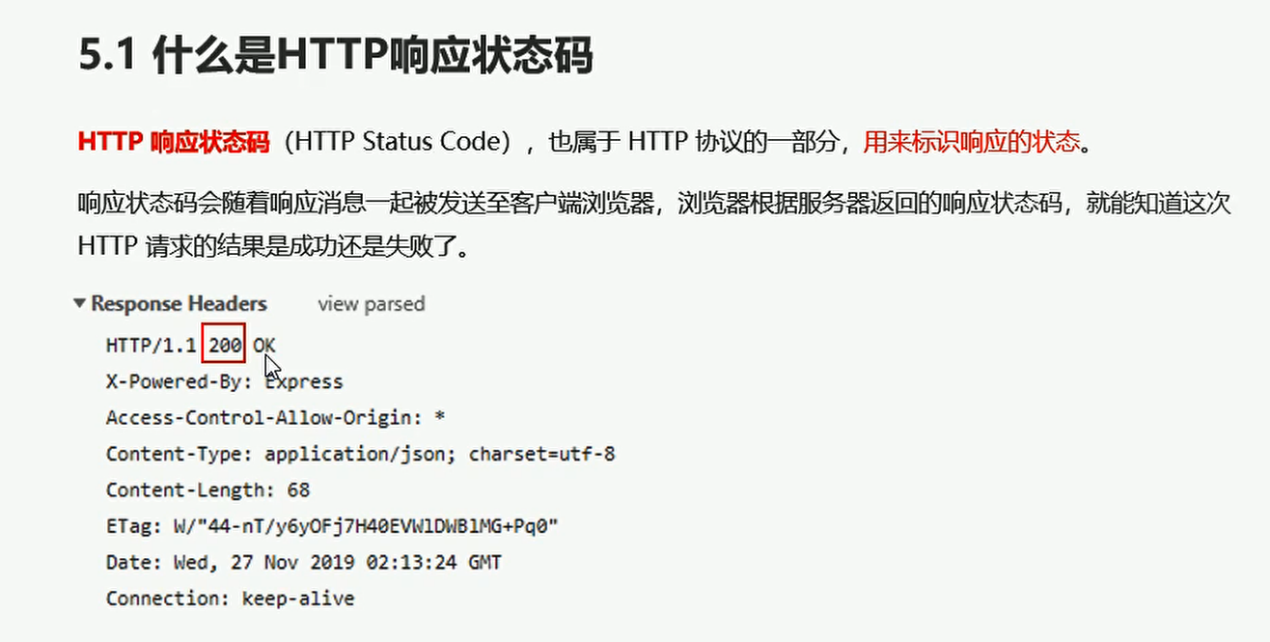 5.1 什么是HTTP响应状态码
HTTP 响应状态码（HTTP Status Code），也属于 HTTP 协议的一部分，用来标识响应的状态。
响应状态码会随着响应消息一起被发送至客户端浏览器，浏览器根据服务器返回的响应状态码，就能知道这次
HTTP 请求的结果是成功还是失败了。
Response Headers view parsed
HTTP/1.1 200 OK
X-Powered-By: Express
Access-Control-Allow-Origin: *
Content-Type: application/json; charset=utf-8
Content-Length: 68
ETag: W/"44-nT/y6yOFj7H40EVWlDWBlMG+Pq0"
Date: Wed, 27 Nov 2019 02:13:24 GMT
Connection: keep-alive